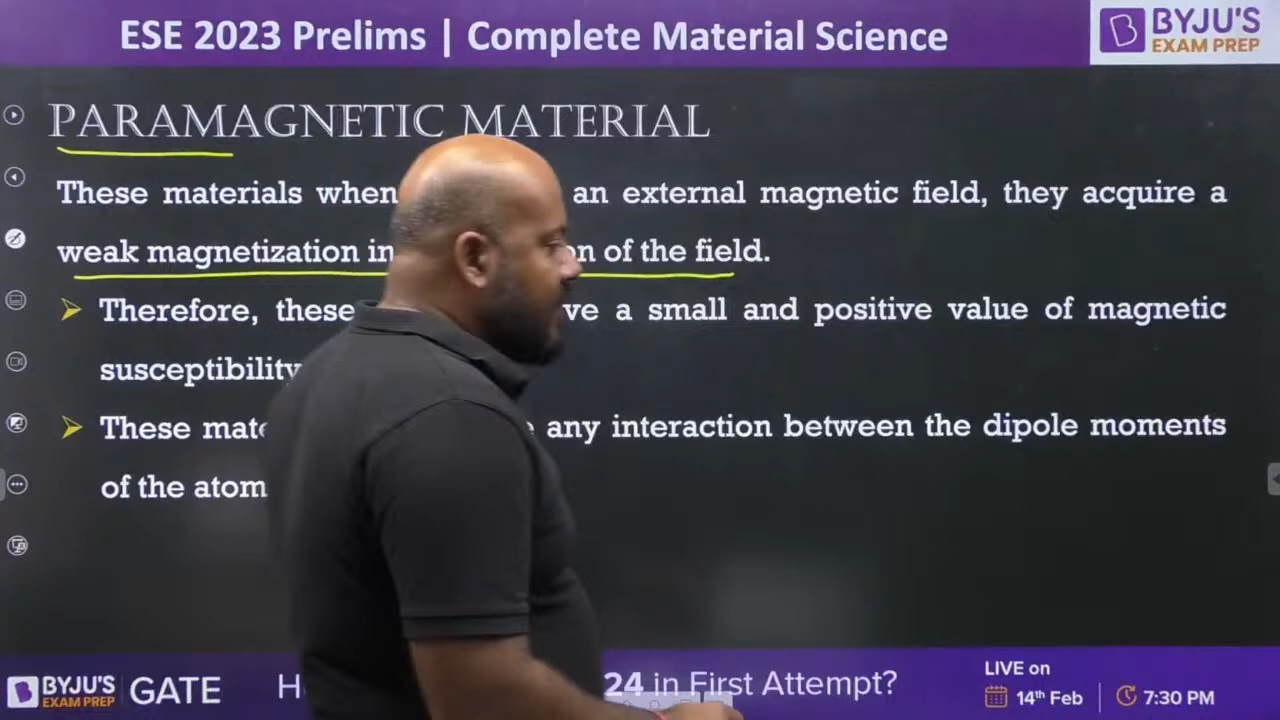 ESE 2023 Prelims | Complete Material Science
BYJU'S
EXAM PREP
PARAMAGNETIC MATERIAL
These materials when an external magnetic field, they acquire a
weak magnetization in of the field.
Therefore, these a small and positive value of magnetic
susceptibility
These any interaction between the dipole moments
of the atom
BYJU'S
EXAM PREP
GATE
24 in First Attempt?
LIVE on
14th Feb
7:30 PM